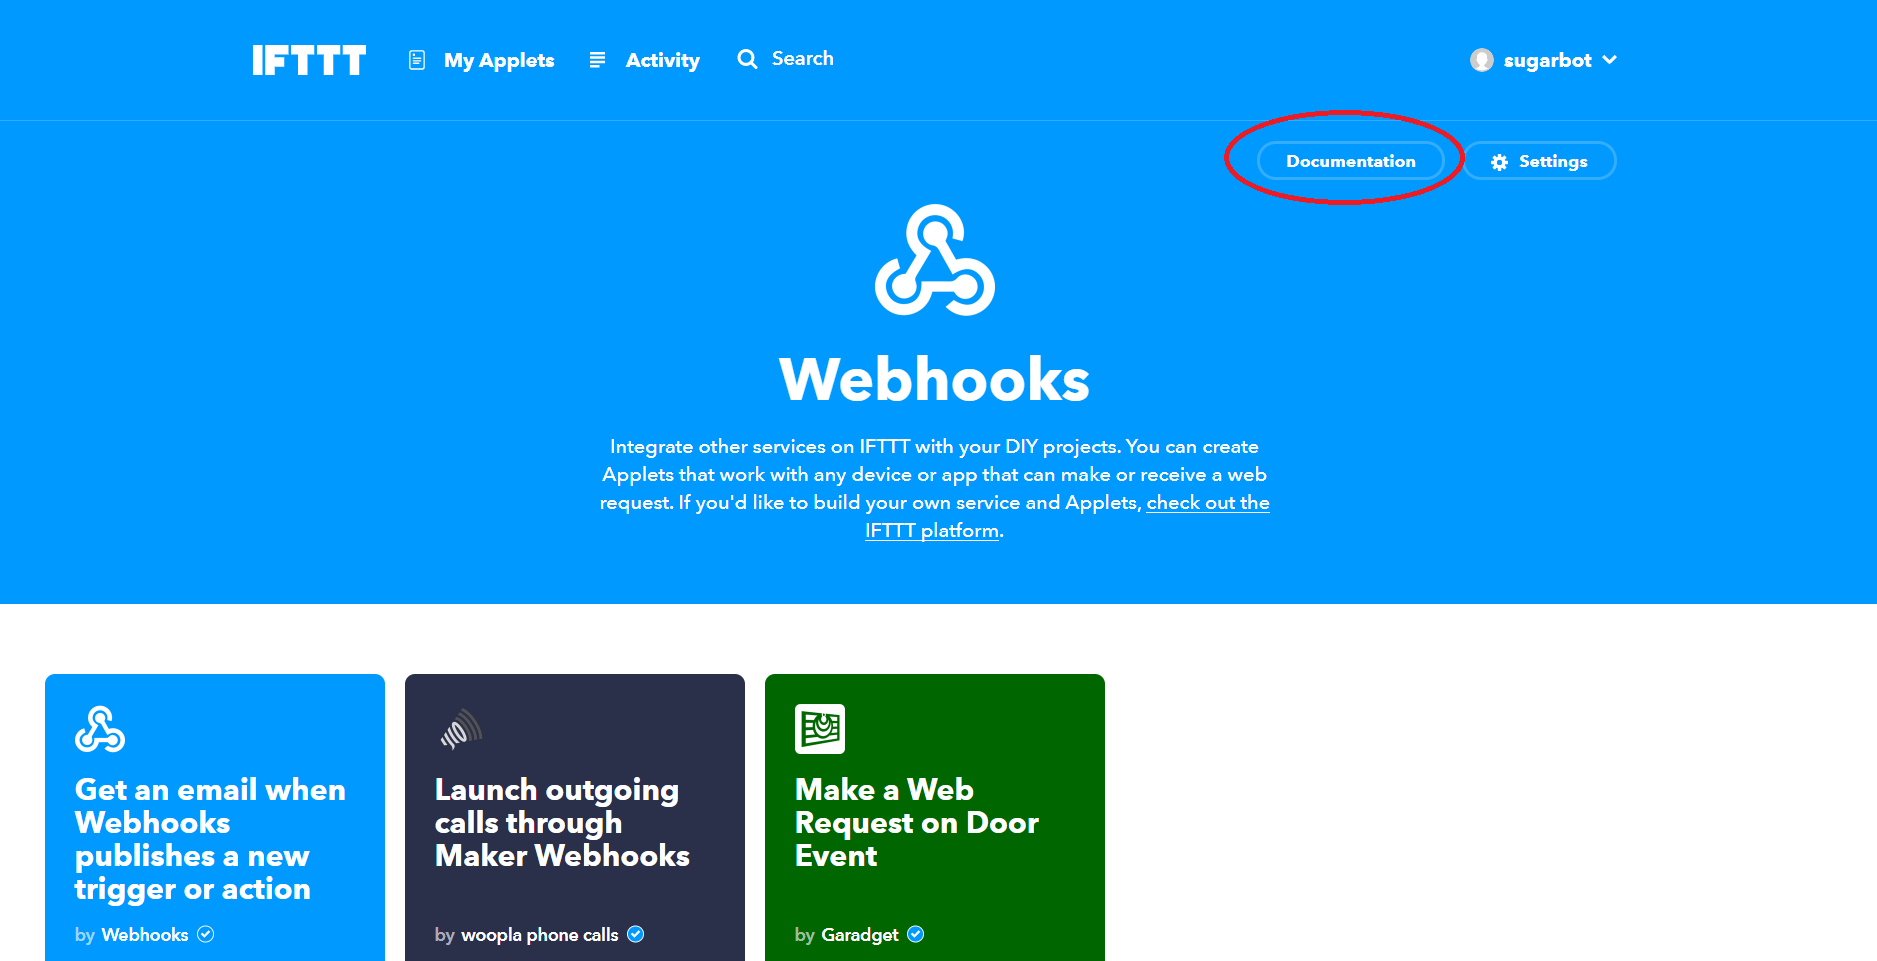 IFTTT My Applets Activity Search sugarbot
Documentation Settings
Webhooks
Integrate other services on IFTTT with your DIY projects. You can create
Applets that work with any device or app that can make or receive a web
request. If you'd like to build your own service and Applets, check out the
IFTTT platform.
Get an email when
Webhooks
publishes a new
trigger or action
by Webhooks
Launch outgoing
calls through
Maker Webhooks
by woopla phone calls
Make a Web
Request on Door
Event
by Garadget